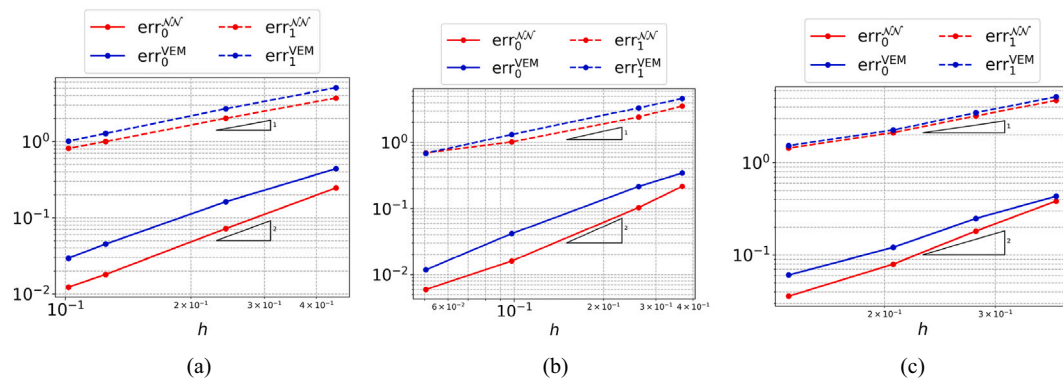 err₀^𝒩𝒩 err₁^𝒩𝒩
err₀^VEM err₁^VEM
10⁰
10⁻¹
10⁻²
1
2
10⁻¹ 2×10⁻¹ 3×10⁻¹ 4×10⁻¹
h
(a)
err₀^𝒩𝒩 err₁^𝒩𝒩
err₀^VEM err₁^VEM
10⁰
10⁻¹
10⁻²
1
2
6×10⁻² 10⁻¹ 2×10⁻¹ 3×10⁻¹ 4×10⁻¹
h
(b)
err₀^𝒩𝒩 err₁^𝒩𝒩
err₀^VEM err₁^VEM
10⁰
10⁻¹
1
2
2×10⁻¹ 3×10⁻¹
h
(c)